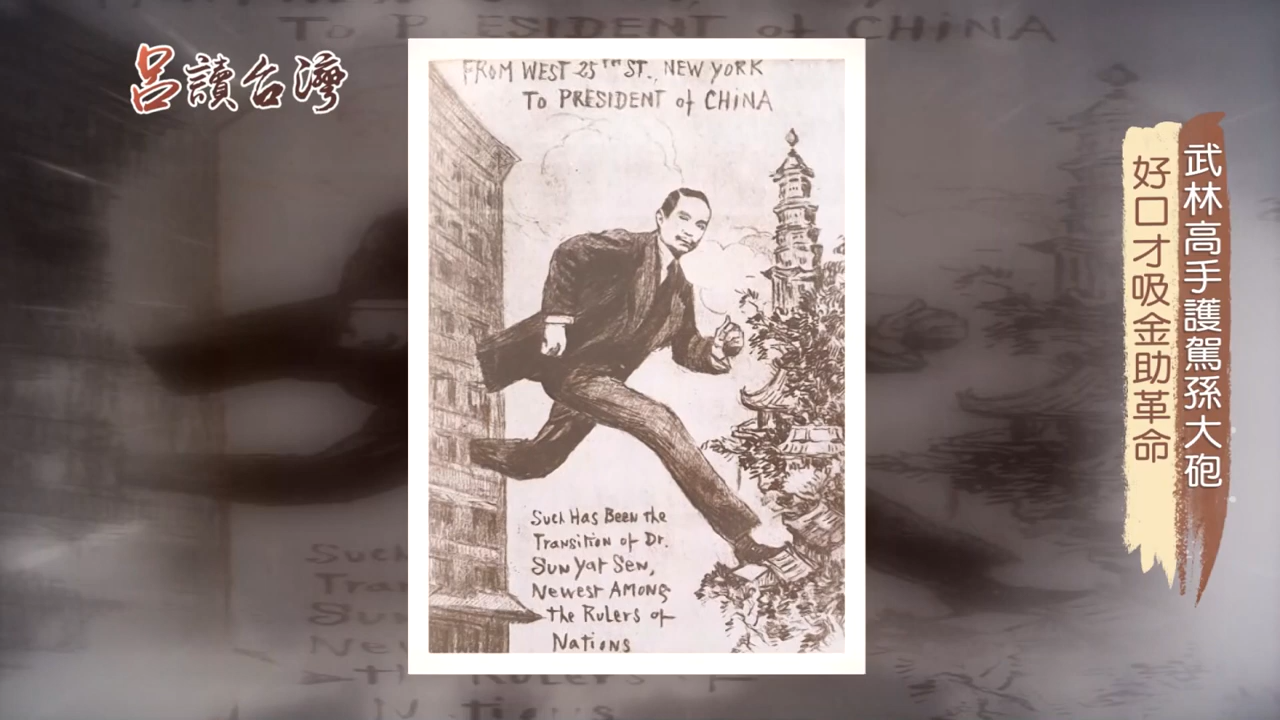 呂讀台灣
FROM WEST 25TH ST., NEW YORK
TO PRESIDENT of CHINA
Such Has Been the
Transition of Dr.
Sun Yat Sen,
Newest Among
the Rulers of
Nations
武林高手護駕孫大砲
好口才吸金助革命